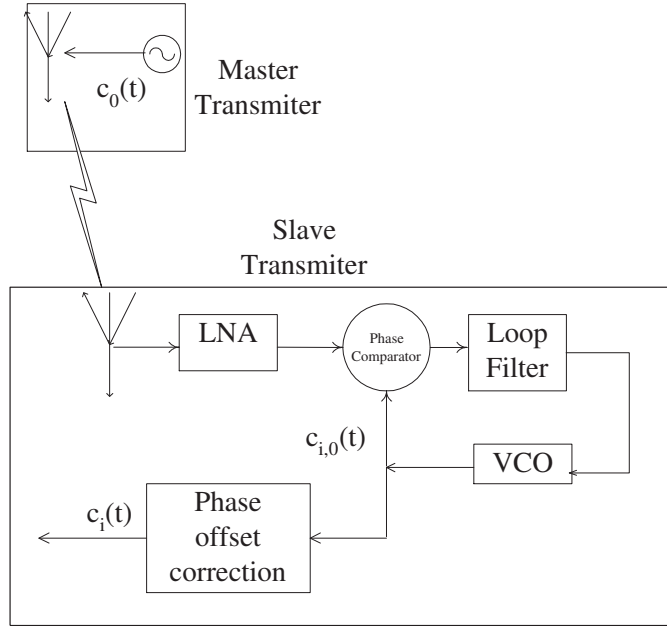 c0(t)
Master
Transmiter
Slave
Transmiter
LNA
Phase
Comparator
Loop
Filter
ci,0(t)
VCO
ci(t)
Phase
offset
correction